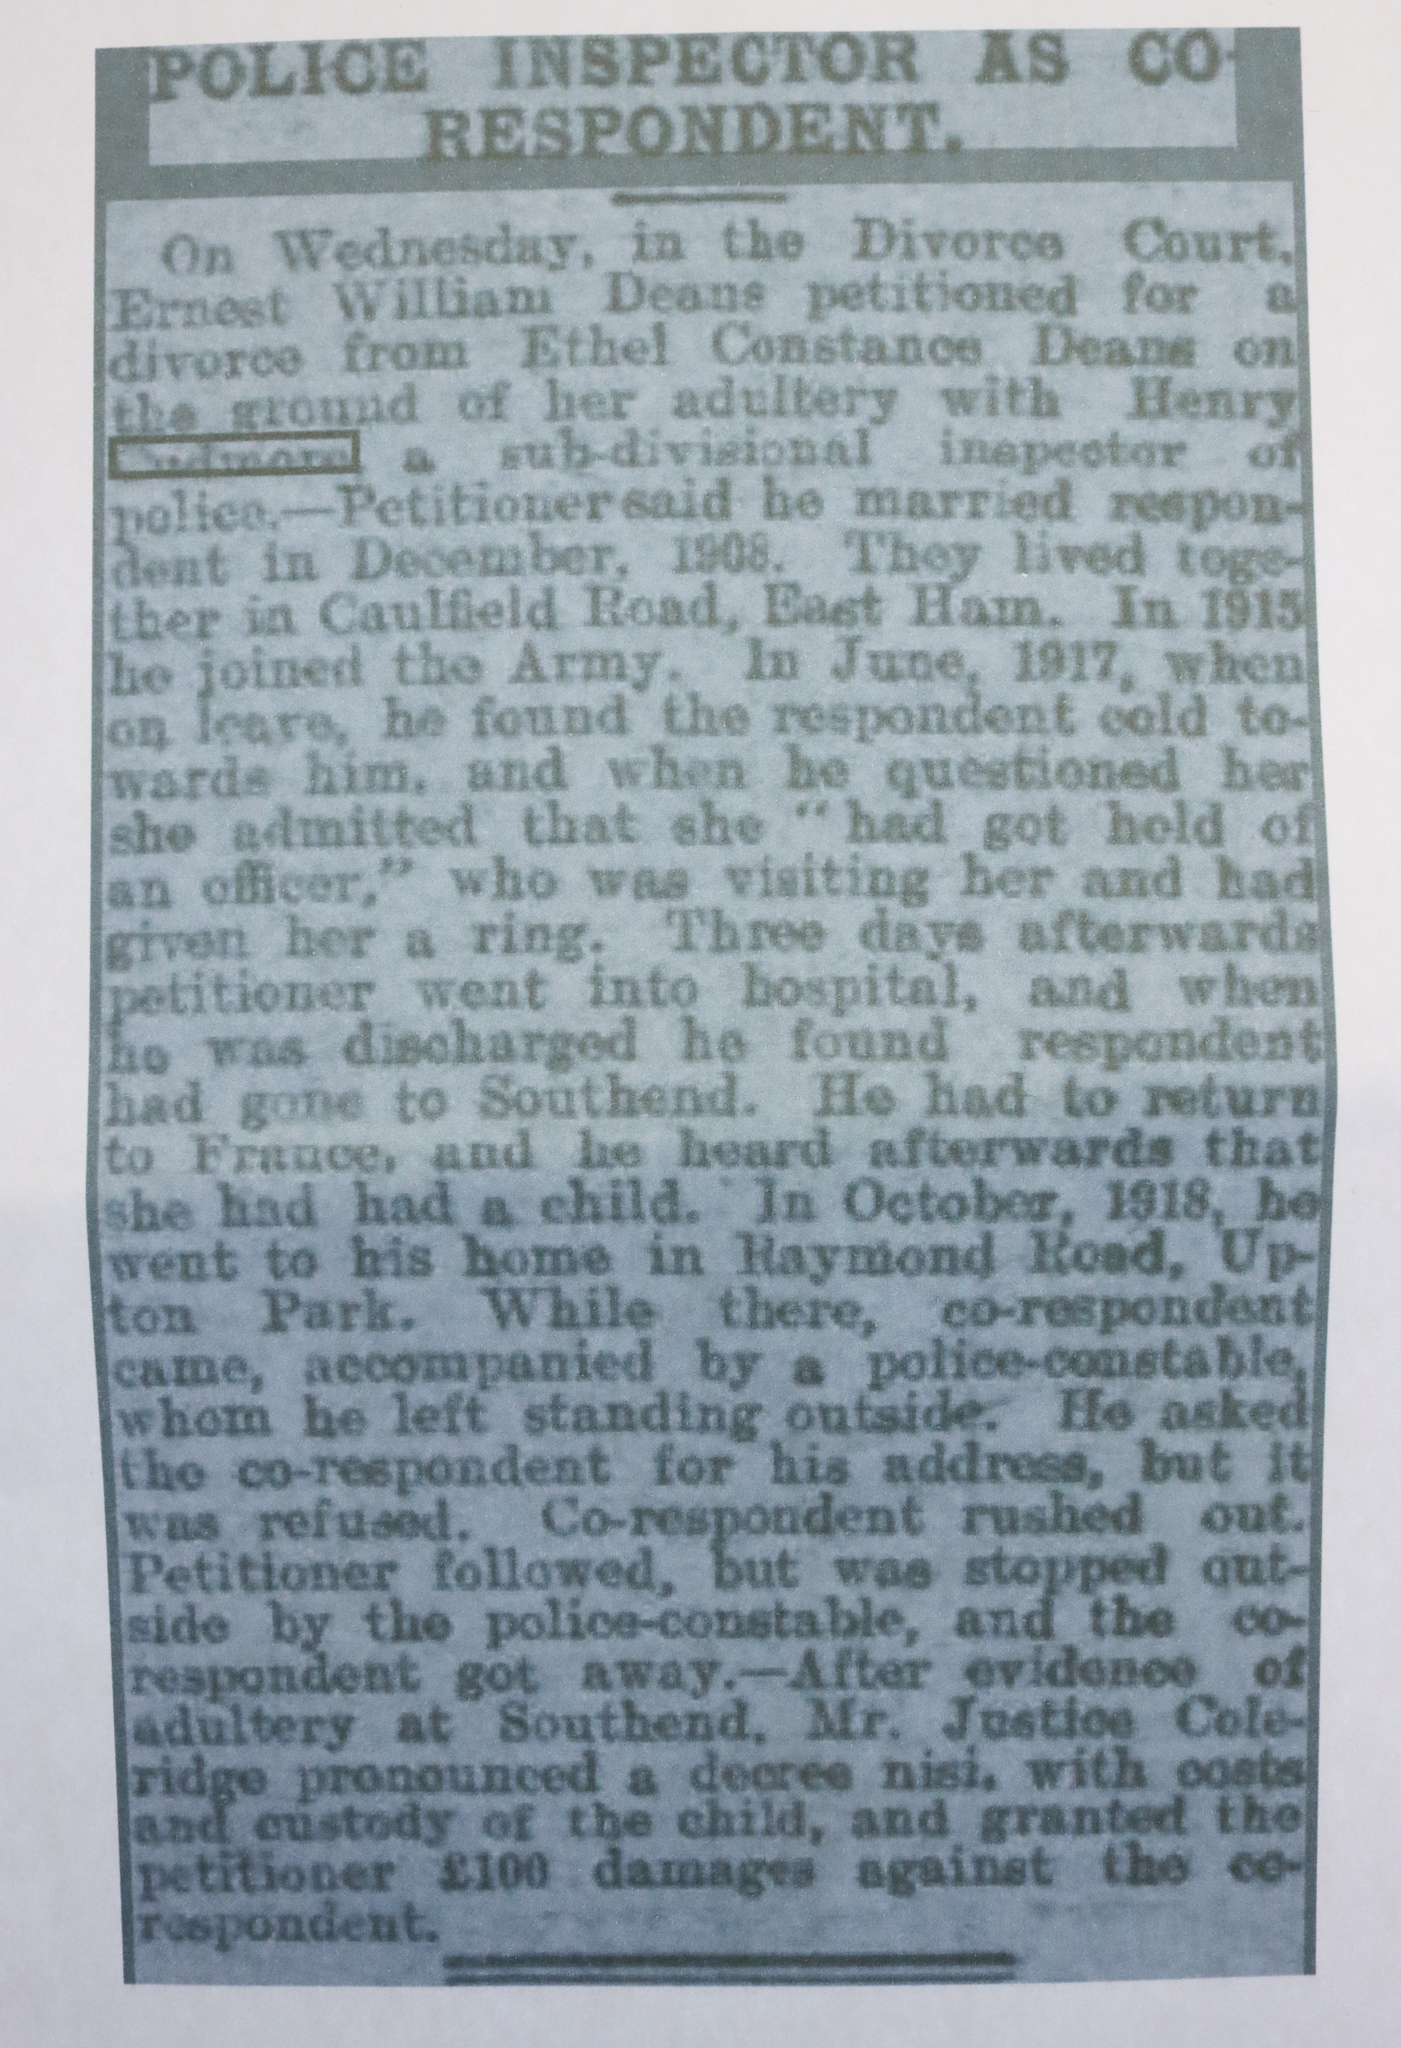 POLICE INSPECTOR AS CO-
RESPONDENT.
On Wednesday, in the Divorce Court,
Ernest William Deans petitioned for a
divorce from Ethel Constance Deans on
the ground of her adultery with Henry
Cudmore a sub-divisional inspector of
police.—Petitioner said he married respon-
dent in December, 1908. They lived toge-
ther in Caulfield Road, East Ham. In 1915
he joined the Army. In June, 1917, when
on leave, he found the respondent cold to-
wards him, and when he questioned her
she admitted that she "had got hold of
an officer," who was visiting her and had
given her a ring. Three days afterwards
petitioner went into hospital, and when
he was discharged he found respondent
had gone to Southend. He had to return
to France, and he heard afterwards that
she had had a child. In October, 1918, he
went to his home in Raymond Road, Up-
ton Park. While there, co-respondent
came, accompanied by a police-constable,
whom he left standing outside. He asked
the co-respondent for his address, but it
was refused. Co-respondent rushed out.
Petitioner followed, but was stopped out-
side by the police-constable, and the co-
respondent got away.—After evidence of
adultery at Southend, Mr. Justice Cole-
ridge pronounced a decree nisi, with costs
and custody of the child, and granted the
petitioner £100 damages against the co-
respondent.